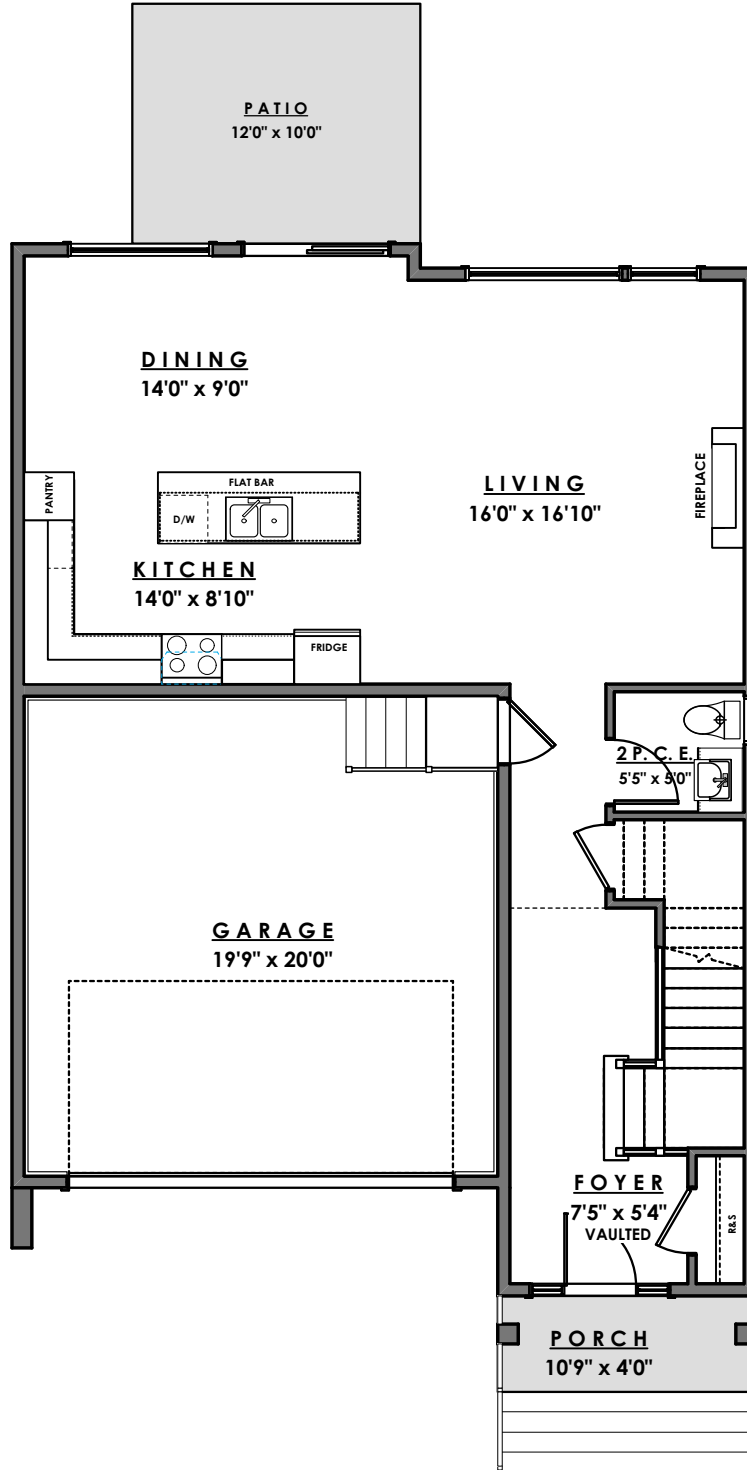 PATIO
12'0" x 10'0"
DINING
14'0" x 9'0"
PANTRY
FLAT BAR
D/W
LIVING
16'0" x 16'10"
FIREPLACE
KITCHEN
14'0" x 8'10"
FRIDGE
2 P. C. E.
5'5" x 5'0"
GARAGE
19'9" x 20'0"
FOYER
7'5" x 5'4"
VAULTED
R&S
PORCH
10'9" x 4'0"